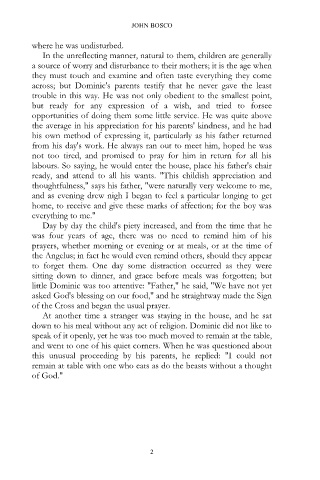 JOHN BOSCO
where he was undisturbed.
In the unreflecting manner, natural to them, children are generally
a source of worry and disturbance to their mothers; it is the age when
they must touch and examine and often taste everything they come
across; but Dominic's parents testify that he never gave the least
trouble in this way. He was not only obedient to the smallest point,
but ready for any expression of a wish, and tried to forsee
opportunities of doing them some little service. He was quite above
the average in his appreciation for his parents' kindness, and he had
his own method of expressing it, particularly as his father returned
from his day's work. He always ran out to meet him, hoped he was
not too tired, and promised to pray for him in return for all his
labours. So saying, he would enter the house, place his father's chair
ready, and attend to all his wants. "This childish appreciation and
thoughtfulness," says his father, "were naturally very welcome to me,
and as evening drew nigh I began to feel a particular longing to get
home, to receive and give these marks of affection; for the boy was
everything to me."
Day by day the child's piety increased, and from the time that he
was four years of age, there was no need to remind him of his
prayers, whether morning or evening or at meals, or at the time of
the Angelus; in fact he would even remind others, should they appear
to forget them. One day some distraction occurred as they were
sitting down to dinner, and grace before meals was forgotten; but
little Dominic was too attentive: "Father," he said, "We have not yet
asked God's blessing on our food," and he straightway made the Sign
of the Cross and began the usual prayer.
At another time a stranger was staying in the house, and he sat
down to his meal without any act of religion. Dominic did not like to
speak of it openly, yet he was too much moved to remain at the table,
and went to one of his quiet corners. When he was questioned about
this unusual proceeding by his parents, he replied: "I could not
remain at table with one who eats as do the beasts without a thought
of God."
2